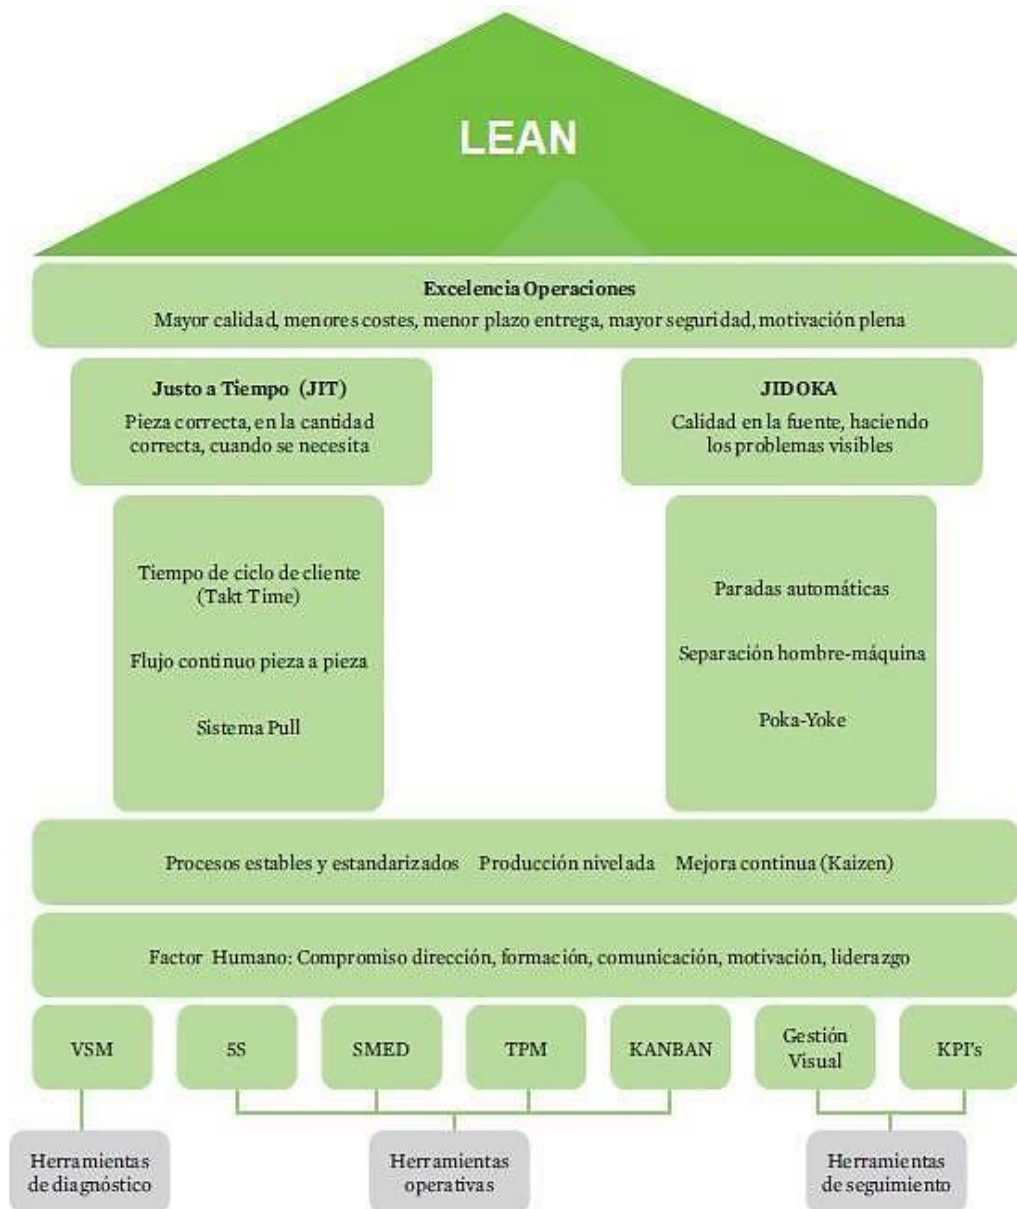 LEAN
Excelencia Operaciones
Mayor calidad, menores costes, menor plazo entrega, mayor seguridad, motivación plena
Justo a Tiempo (JIT)
Pieza correcta, en la cantidad
correcta, cuando se necesita
JIDOKA
Calidad en la fuente, haciendo
los problemas visibles
Tiempo de ciclo de cliente
(Takt Time)
Flujo continuo pieza a pieza
Sistema Pull
Paradas automáticas
Separación hombre-máquina
Poka-Yoke
Procesos estables y estandarizados Producción nivelada Mejora continua (Kaizen)
Factor Humano: Compromiso dirección, formación, comunicación, motivación, liderazgo
VSM
5S
SMED
TPM
KANBAN
Gestión
Visual
KPI's
Herramientas
de diagnóstico
Herramientas
operativas
Herramientas
de seguimiento